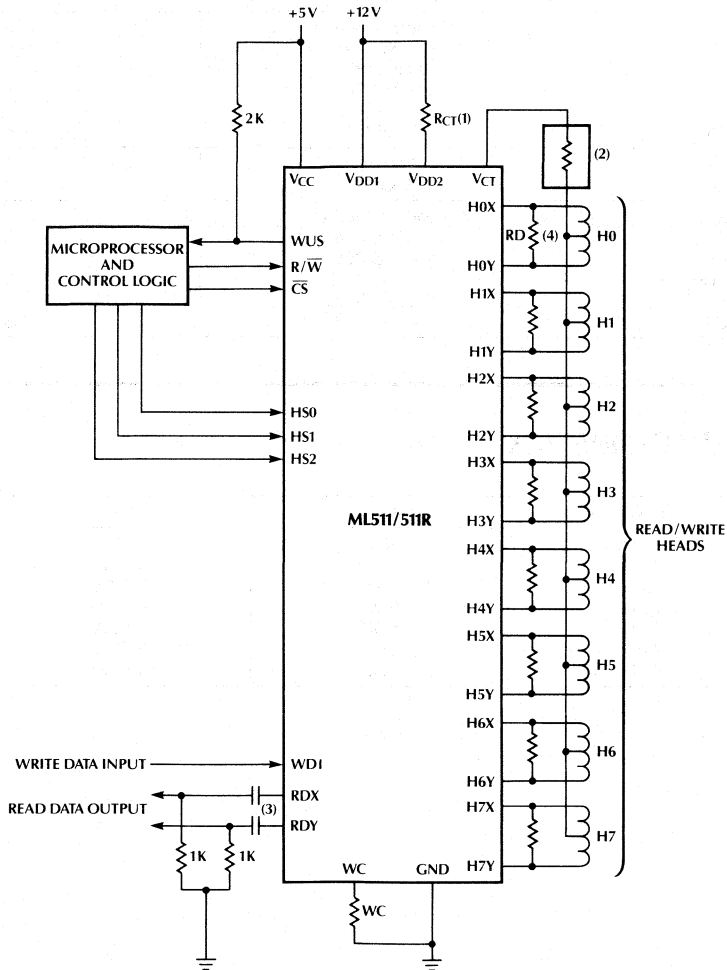 +5V
+12V
2K
RCT(1)
(2)
VCC
VDD1
VDD2
VCT
MICROPROCESSOR
AND
CONTROL LOGIC
WUS
R/W̅
C̅S̅
HS0
HS1
HS2
H0X
RD
(4)
H0
H0Y
H1X
H1
H1Y
H2X
H2
H2Y
H3X
H3
H3Y
ML511/511R
READ/WRITE
HEADS
H4X
H4
H4Y
H5X
H5
H5Y
H6X
H6
H6Y
H7X
H7
H7Y
WRITE DATA INPUT
WD1
READ DATA OUTPUT
RDX
(3)
RDY
1K
1K
WC
GND
WC